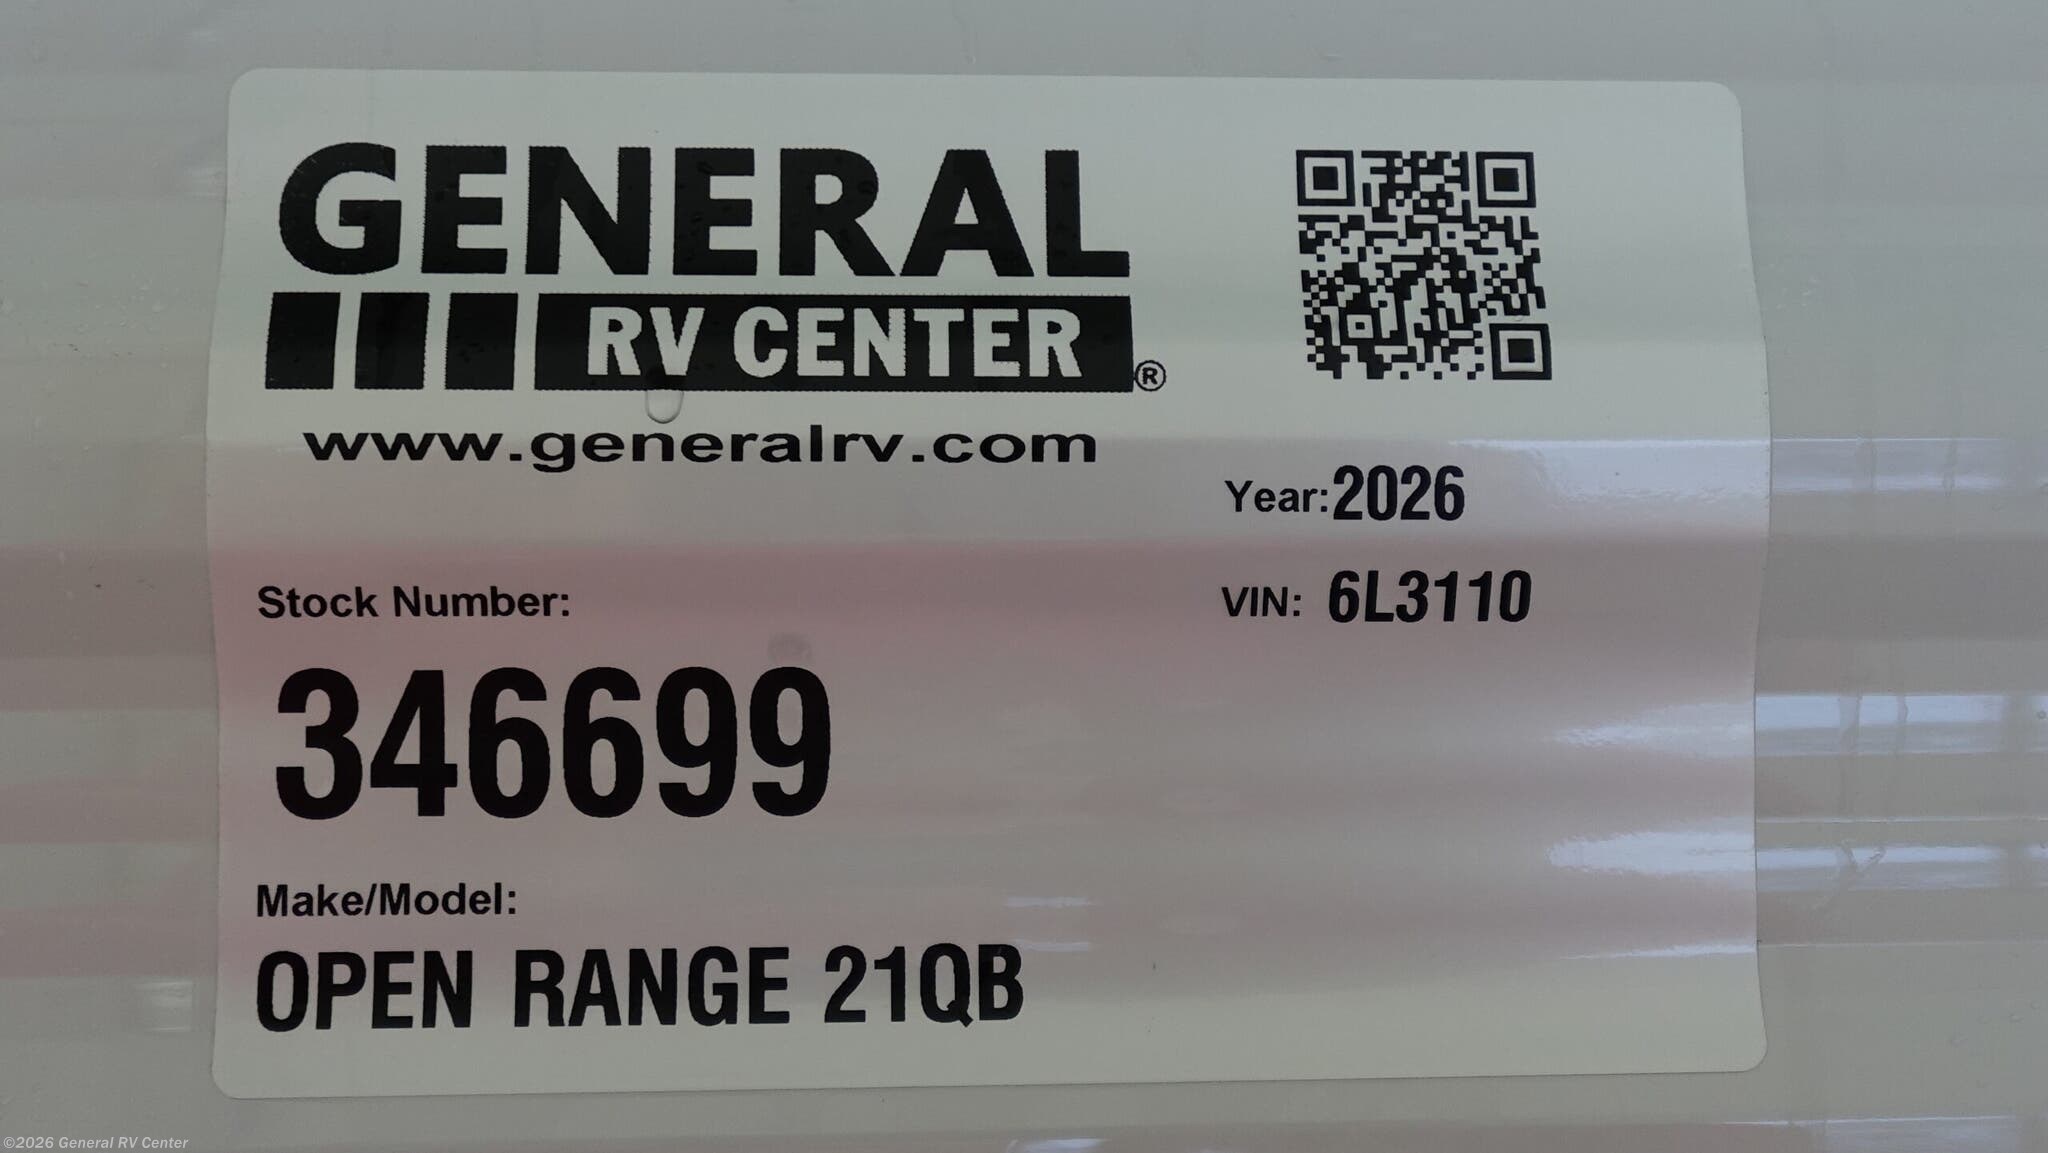 GENERAL
RV CENTER®
www.generalrv.com
Year:2026
Stock Number:
VIN: 6L3110
346699
Make/Model:
OPEN RANGE 21QB
©2026 General RV Center